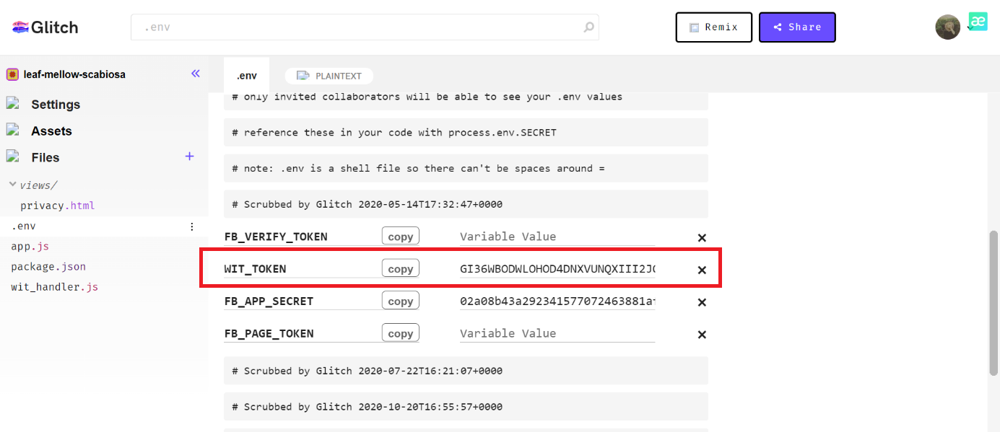 Glitch
.env
Remix
Share
æ
leaf-mellow-scabiosa
«
.env
PLAINTEXT
Settings
Assets
Files
+
views/
privacy.html
.env
app.js
package.json
wit_handler.js
# only invited collaborators will be able to see your .env values
# reference these in your code with process.env.SECRET
# note: .env is a shell file so there can't be spaces around =
# Scrubbed by Glitch 2020-05-14T17:32:47+0000
FB_VERIFY_TOKEN copy Variable Value ×
WIT_TOKEN copy GI36WBODWLOHOD4DNXVUNQXIII2J ×
FB_APP_SECRET copy 02a08b43a292341577072463881a ×
FB_PAGE_TOKEN copy Variable Value ×
# Scrubbed by Glitch 2020-07-22T16:21:07+0000
# Scrubbed by Glitch 2020-10-20T16:55:57+0000